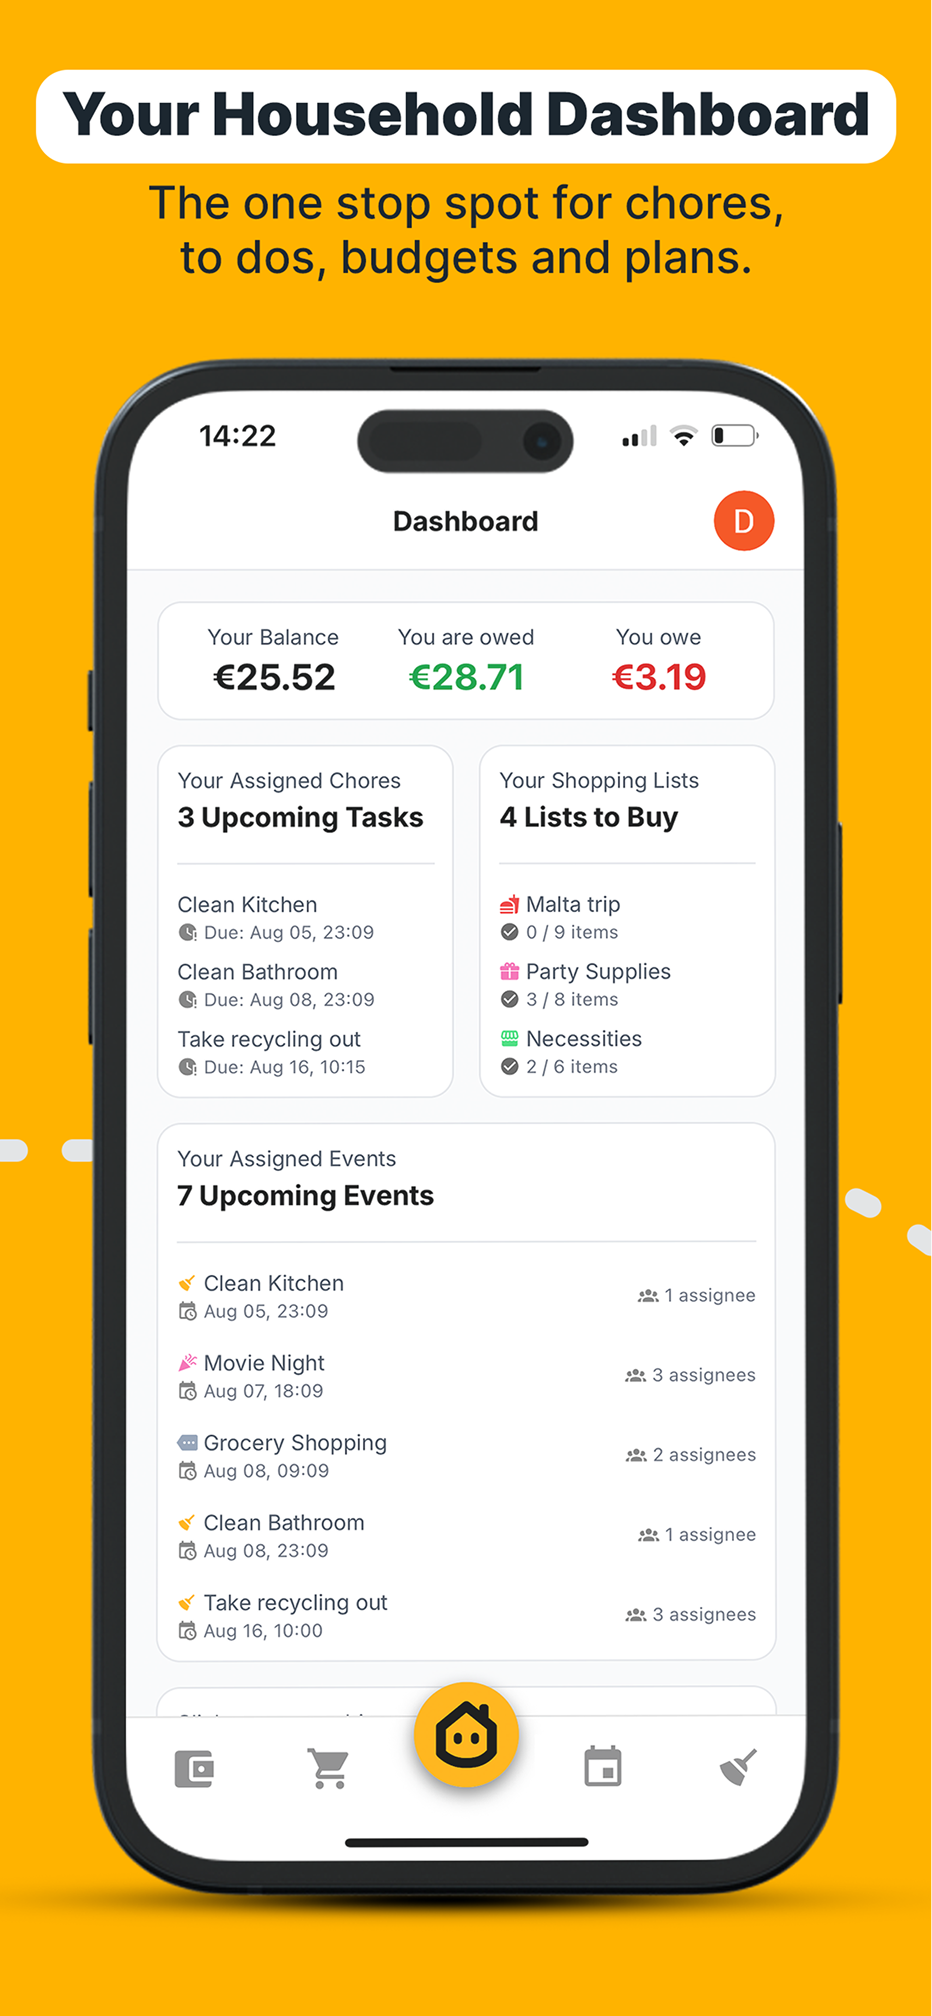 Your Household Dashboard
The one stop spot for chores,
to dos, budgets and plans.
14:22
Dashboard
D
Your Balance
€25.52
You are owed
€28.71
You owe
€3.19
Your Assigned Chores
3 Upcoming Tasks
Clean Kitchen
Due: Aug 05, 23:09
Clean Bathroom
Due: Aug 08, 23:09
Take recycling out
Due: Aug 16, 10:15
Your Shopping Lists
4 Lists to Buy
Malta trip
0 / 9 items
Party Supplies
3 / 8 items
Necessities
2 / 6 items
Your Assigned Events
7 Upcoming Events
Clean Kitchen
Aug 05, 23:09
1 assignee
Movie Night
Aug 07, 18:09
3 assignees
Grocery Shopping
Aug 08, 09:09
2 assignees
Clean Bathroom
Aug 08, 23:09
1 assignee
Take recycling out
Aug 16, 10:00
3 assignees